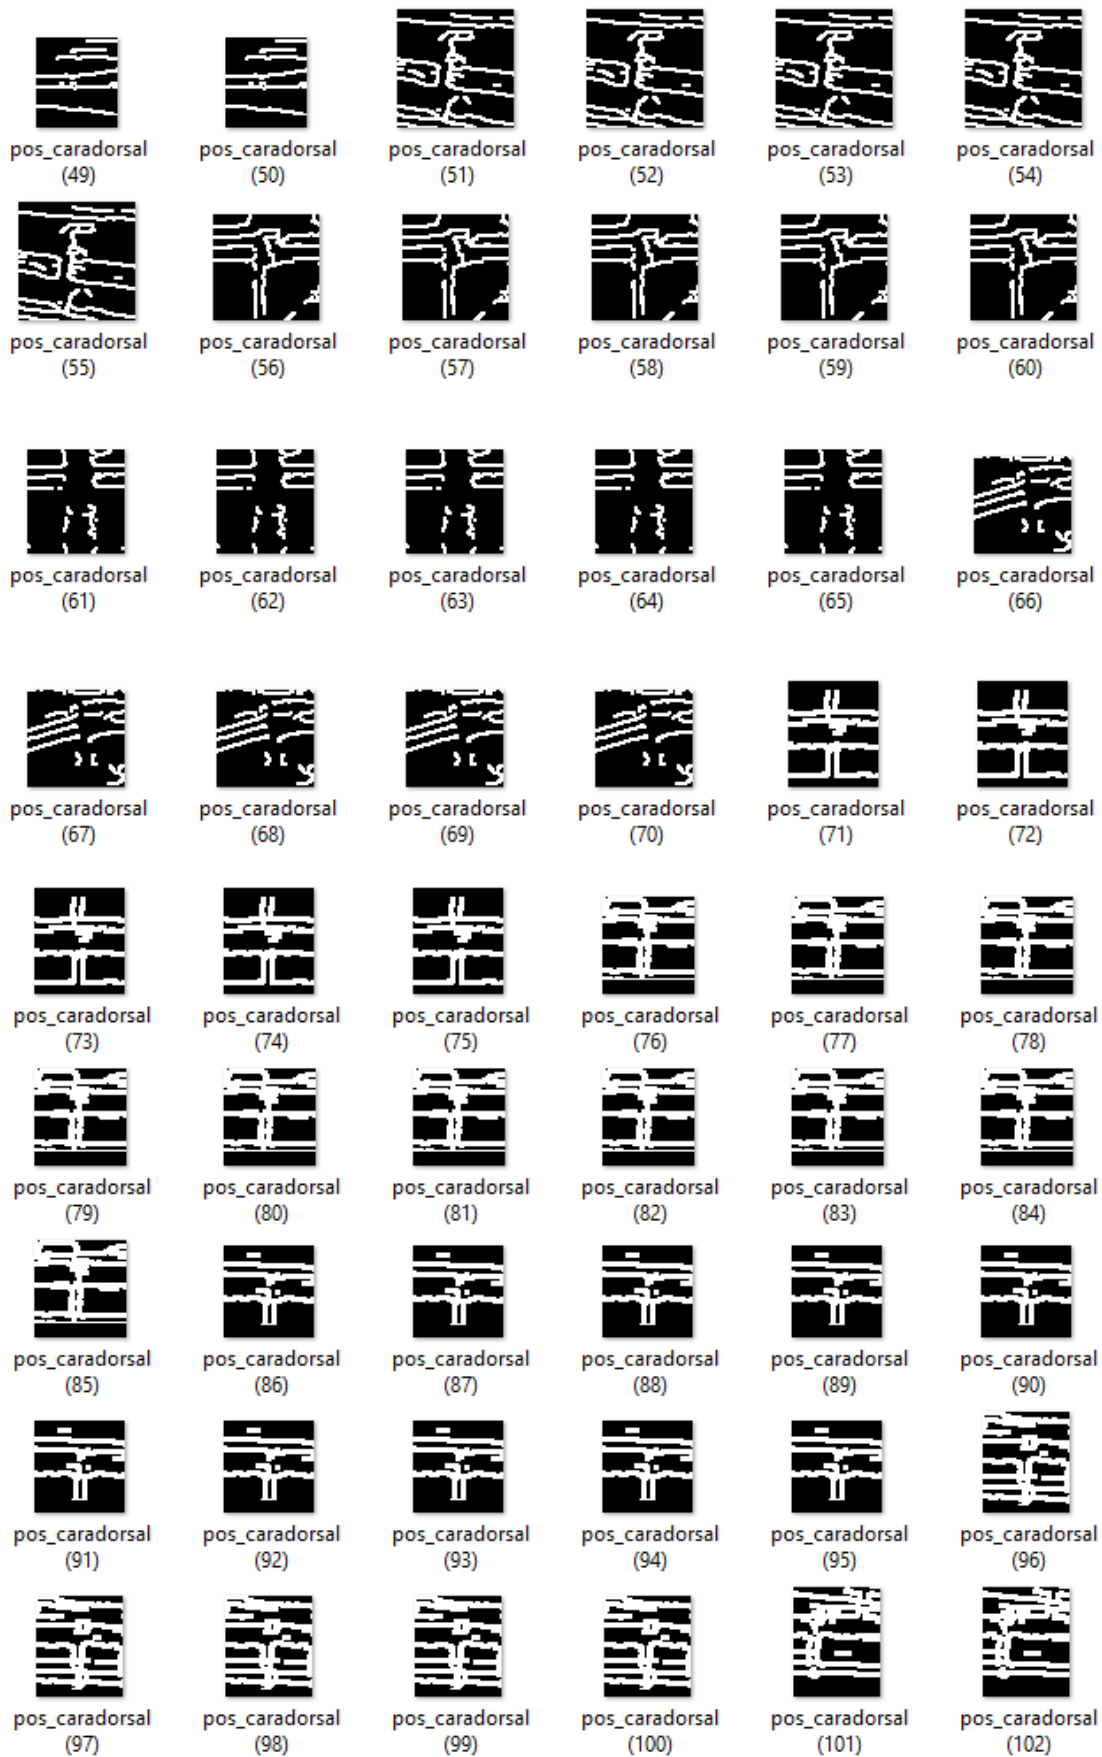 pos_caradorsal pos_caradorsal pos_caradorsal pos_caradorsal pos_caradorsal pos_caradorsal
(49) (50) (51) (52) (53) (54)
pos_caradorsal pos_caradorsal pos_caradorsal pos_caradorsal pos_caradorsal pos_caradorsal
(55) (56) (57) (58) (59) (60)
pos_caradorsal pos_caradorsal pos_caradorsal pos_caradorsal pos_caradorsal pos_caradorsal
(61) (62) (63) (64) (65) (66)
pos_caradorsal pos_caradorsal pos_caradorsal pos_caradorsal pos_caradorsal pos_caradorsal
(67) (68) (69) (70) (71) (72)
pos_caradorsal pos_caradorsal pos_caradorsal pos_caradorsal pos_caradorsal pos_caradorsal
(73) (74) (75) (76) (77) (78)
pos_caradorsal pos_caradorsal pos_caradorsal pos_caradorsal pos_caradorsal pos_caradorsal
(79) (80) (81) (82) (83) (84)
pos_caradorsal pos_caradorsal pos_caradorsal pos_caradorsal pos_caradorsal pos_caradorsal
(85) (86) (87) (88) (89) (90)
pos_caradorsal pos_caradorsal pos_caradorsal pos_caradorsal pos_caradorsal pos_caradorsal
(91) (92) (93) (94) (95) (96)
pos_caradorsal pos_caradorsal pos_caradorsal pos_caradorsal pos_caradorsal pos_caradorsal
(97) (98) (99) (100) (101) (102)